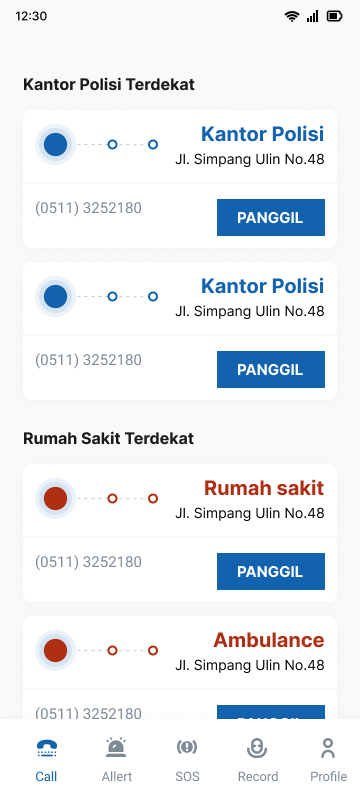 12:30
Kantor Polisi Terdekat
Kantor Polisi
Jl. Simpang Ulin No.48
(0511) 3252180
PANGGIL
Kantor Polisi
Jl. Simpang Ulin No.48
(0511) 3252180
PANGGIL
Rumah Sakit Terdekat
Rumah sakit
Jl. Simpang Ulin No.48
(0511) 3252180
PANGGIL
Ambulance
Jl. Simpang Ulin No.48
(0511) 3252180
PANGGIL
Call
Allert
SOS
Record
Profile